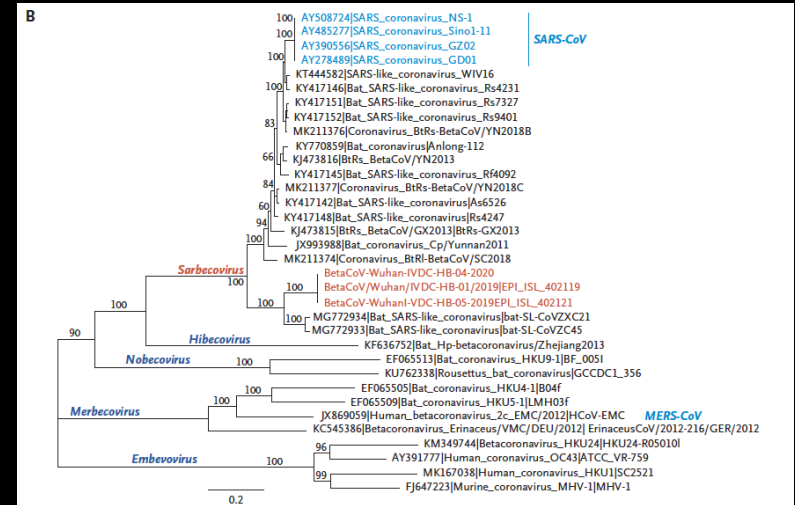 B
100
AY508724|SARS_coronavirus_NS-1
100
AY485277|SARS_coronavirus_Sino1-11
SARS-CoV
AY390556|SARS_coronavirus_GZ02
100
AY278489|SARS_coronavirus_GD01
KT444582|SARS-like_coronavirus_WIV16
100
KY417146|Bat_SARS-like_coronavirus_Rs4231
KY417151|Bat_SARS-like_coronavirus_Rs7327
83
KY417152|Bat_SARS-like_coronavirus_Rs9401
MK211376|Coronavirus_BtRs-BetaCoV/YN2018B
KY770859|Bat_coronavirus|Anlong-112
66
KJ473816|BtRs_BetaCoV/YN2013
KY417145|Bat_SARS-like_coronavirus_Rf4092
84
MK211377|Coronavirus_BtRs-BetaCoV/YN2018C
KY417142|Bat_SARS-like_coronavirus|As6526
60
KY417148|Bat_SARS-like_coronavirus|Rs4247
94
KJ473815|BtRs_BetaCoV/GX2013|BtRs-GX2013
100
JX993988|Bat_coronavirus_Cp/Yunnan2011
MK211374|Coronavirus_BtRl-BetaCoV/SC2018
Sarbecovirus
100
BetaCoV-Wuhan-IVDC-HB-04-2020
100
BetaCoV/Wuhan/IVDC-HB-01/2019|EPI_ISL_402119
100
BetaCoV-WuhanI-VDC-HB-05-2019EPI_ISL_402121
100
MG772934|Bat_SARS-like_coronavirus|bat-SL-CoVZXC21
100
MG772933|Bat_SARS-like_coronavirus|bat-SL-CoVZC45
90
Hibecovirus
KF636752|Bat_Hp-betacoronavirus/Zhejiang2013
Nobecovirus
100
EF065513|Bat_coronavirus_HKU9-1|BF_005I
KU762338|Rousettus_bat_coronavirus|GCCDC1_356
100
EF065505|Bat_coronavirus_HKU4-1|B04f
100
EF065509|Bat_coronavirus_HKU5-1|LMH03f
Merbecovirus
JX869059|Human_betacoronavirus_2c_EMC/2012|HCoV-EMC
MERS-CoV
KC545386|Betacoronavirus_Erinaceus/VMC/DEU/2012| ErinaceusCoV/2012-216/GER/2012
96
KM349744|Betacoronavirus_HKU24|HKU24-R05010I
Embevovirus
100
AY391777|Human_coronavirus_OC43|ATCC_VR-759
99
MK167038|Human_coronavirus_HKU1|SC2521
FJ647223|Murine_coronavirus_MHV-1|MHV-1
0.2